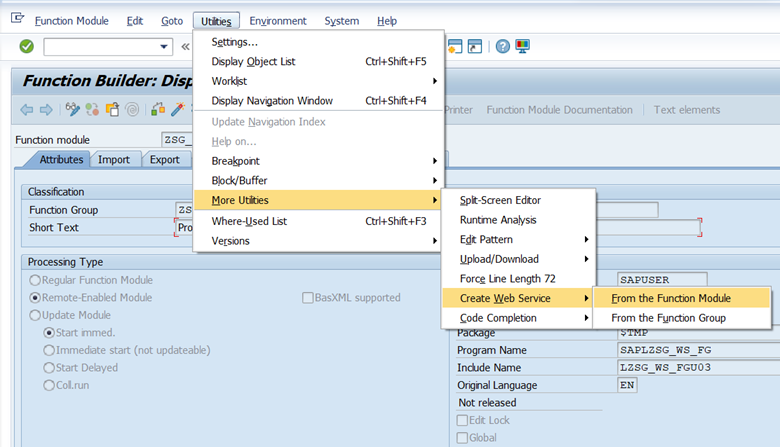 Function Module Edit Goto Utilities Environment System Help
Settings...
Display Object List Ctrl+Shift+F5
Worklist
Display Navigation Window Ctrl+Shift+F4
Update Navigation Index
Help on...
Breakpoint
Block/Buffer
More Utilities
Where-Used List Ctrl+Shift+F3
Versions
Split-Screen Editor
Runtime Analysis
Edit Pattern
Upload/Download
Force Line Length 72
Create Web Service
Code Completion
From the Function Module
From the Function Group
Function Builder: Disp
Printer Function Module Documentation Text elements
Function module ZSG_
Attributes Import Export
Classification
Function Group ZS
Short Text Pro
Processing Type
Regular Function Module
Remote-Enabled Module BasXML supported
Update Module
Start immed.
Immediate start (not updateable)
Start Delayed
Coll.run
SAPUSER
Package $TMP
Program Name SAPLZSG_WS_FG
Include Name LZSG_WS_FGU03
Original Language EN
Not released
Edit Lock
Global